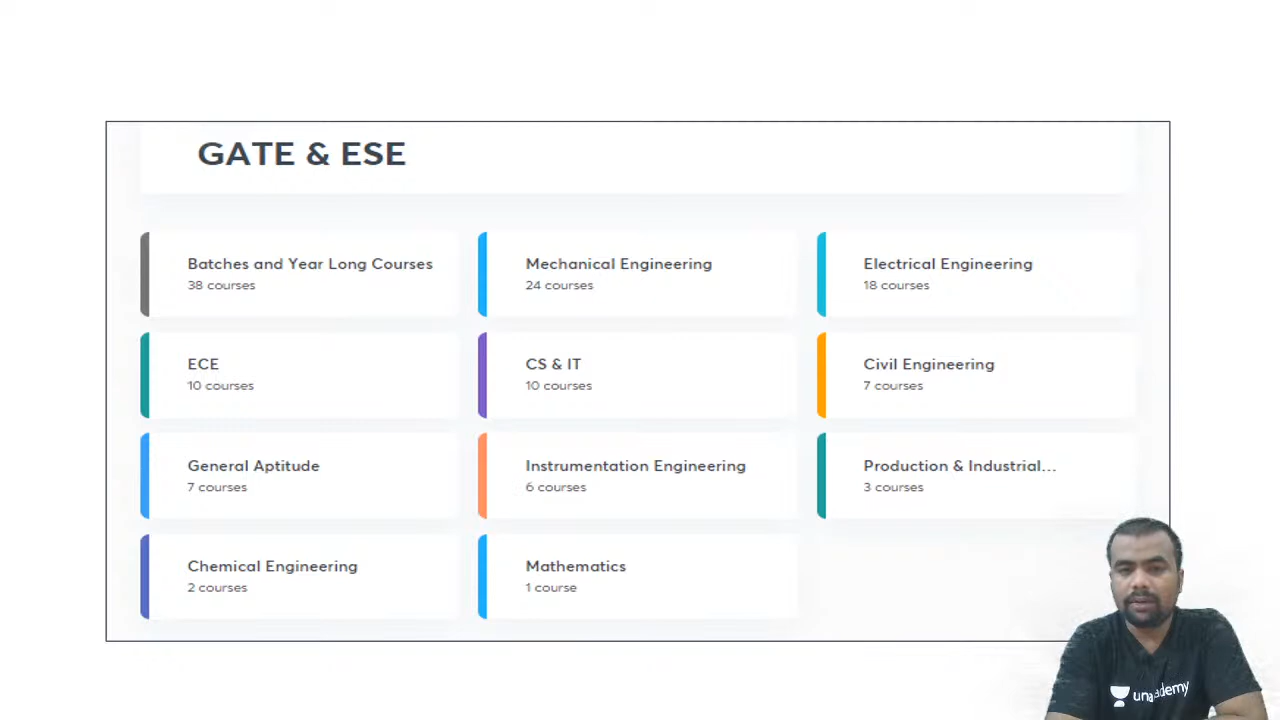 GATE & ESE
Batches and Year Long Courses
38 courses
Mechanical Engineering
24 courses
Electrical Engineering
18 courses
ECE
10 courses
CS & IT
10 courses
Civil Engineering
7 courses
General Aptitude
7 courses
Instrumentation Engineering
6 courses
Production & Industrial...
3 courses
Chemical Engineering
2 courses
Mathematics
1 course
unacademy